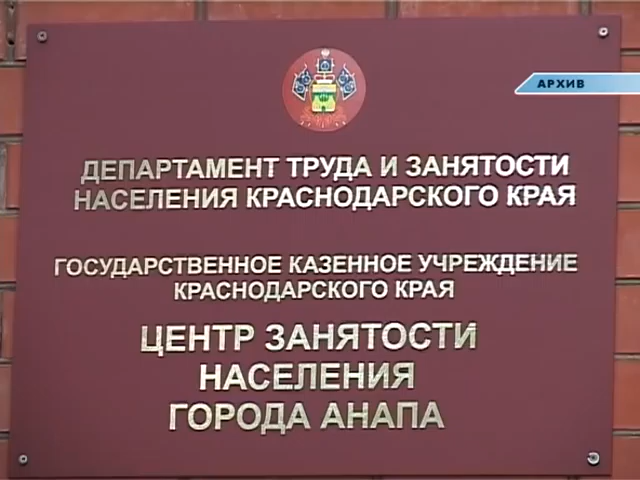 АРХИВ
ДЕПАРТАМЕНТ ТРУДА И ЗАНЯТОСТИ
НАСЕЛЕНИЯ КРАСНОДАРСКОГО КРАЯ
ГОСУДАРСТВЕННОЕ КАЗЕННОЕ УЧРЕЖДЕНИЕ
КРАСНОДАРСКОГО КРАЯ
ЦЕНТР ЗАНЯТОСТИ
НАСЕЛЕНИЯ
ГОРОДА АНАПА